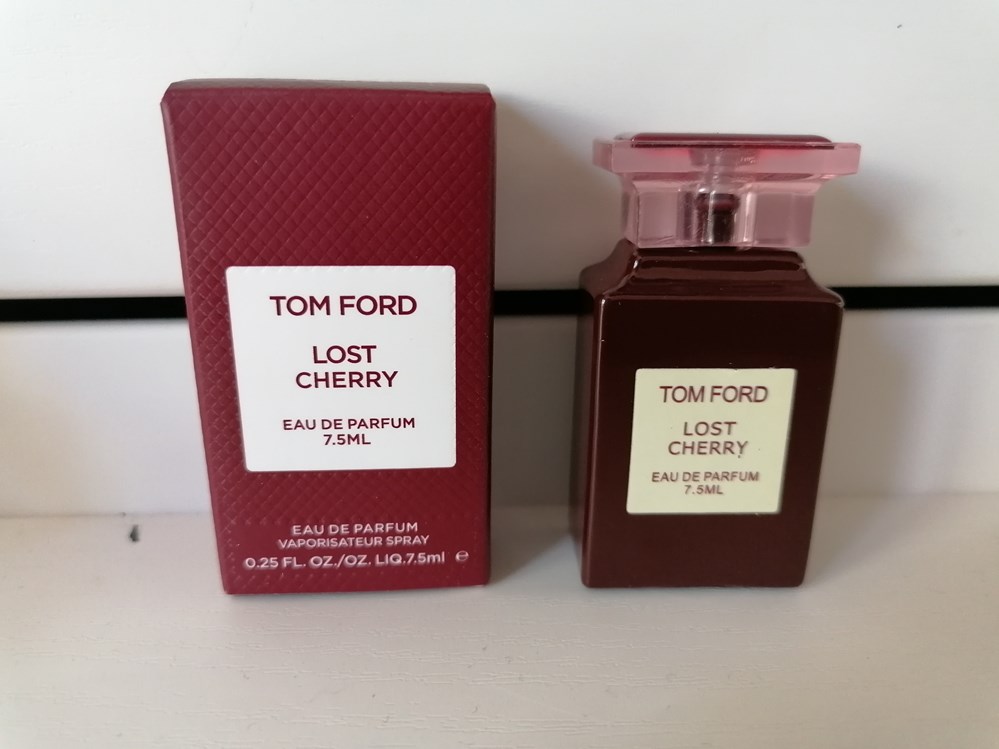 TOM FORD
LOST
CHERRY
EAU DE PARFUM
7.5ML
EAU DE PARFUM
VAPORISATEUR SPRAY
0.25 FL. OZ./OZ. LIQ.7.5ml ℮
TOM FORD
LOST
CHERRY
EAU DE PARFUM
7.5ML